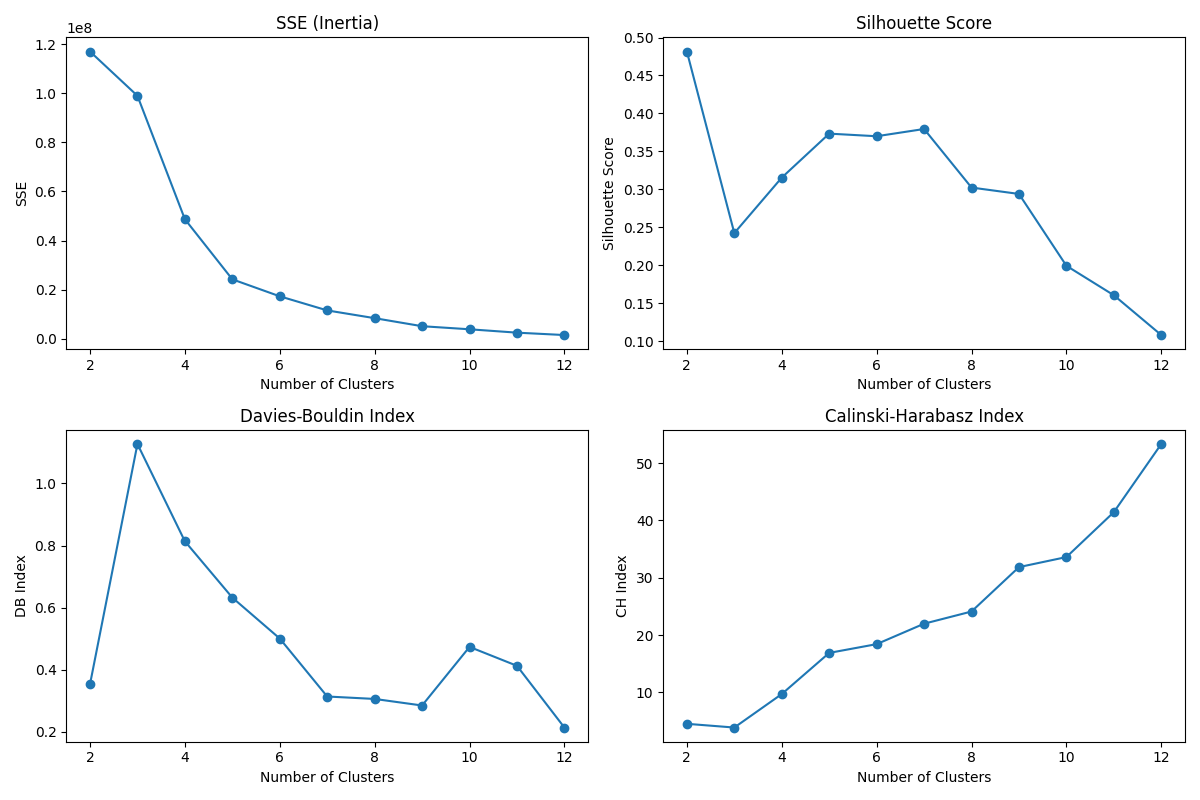 SSE (Inertia)
1e8
1.2
1.0
0.8
0.6
0.4
0.2
0.0
SSE
2 4 6 8 10 12
Number of Clusters
Silhouette Score
0.50
0.45
0.40
0.35
0.30
0.25
0.20
0.15
0.10
Silhouette Score
2 4 6 8 10 12
Number of Clusters
Davies-Bouldin Index
1.0
0.8
0.6
0.4
0.2
DB Index
2 4 6 8 10 12
Number of Clusters
Calinski-Harabasz Index
50
40
30
20
10
CH Index
2 4 6 8 10 12
Number of Clusters